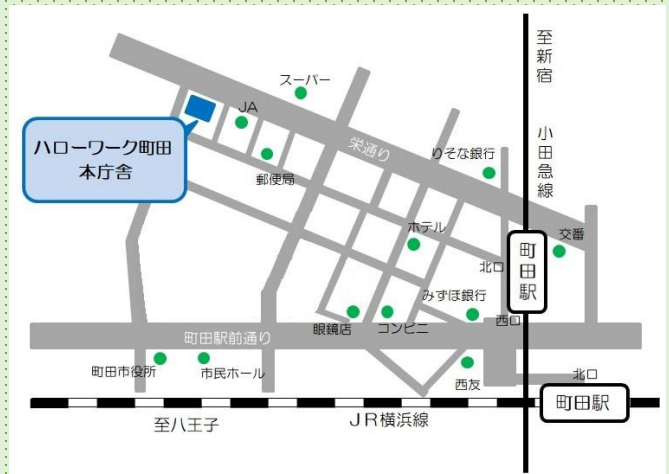 至新宿
スーパー
JA
小田急線
ハローワーク町田
本庁舎
栄通り
りそな銀行
郵便局
ホテル
交番
北口
町田駅
みずほ銀行
西口
眼鏡店
コンビニ
町田駅前通り
町田市役所
市民ホール
西友
北口
町田駅
至八王子
JR横浜線